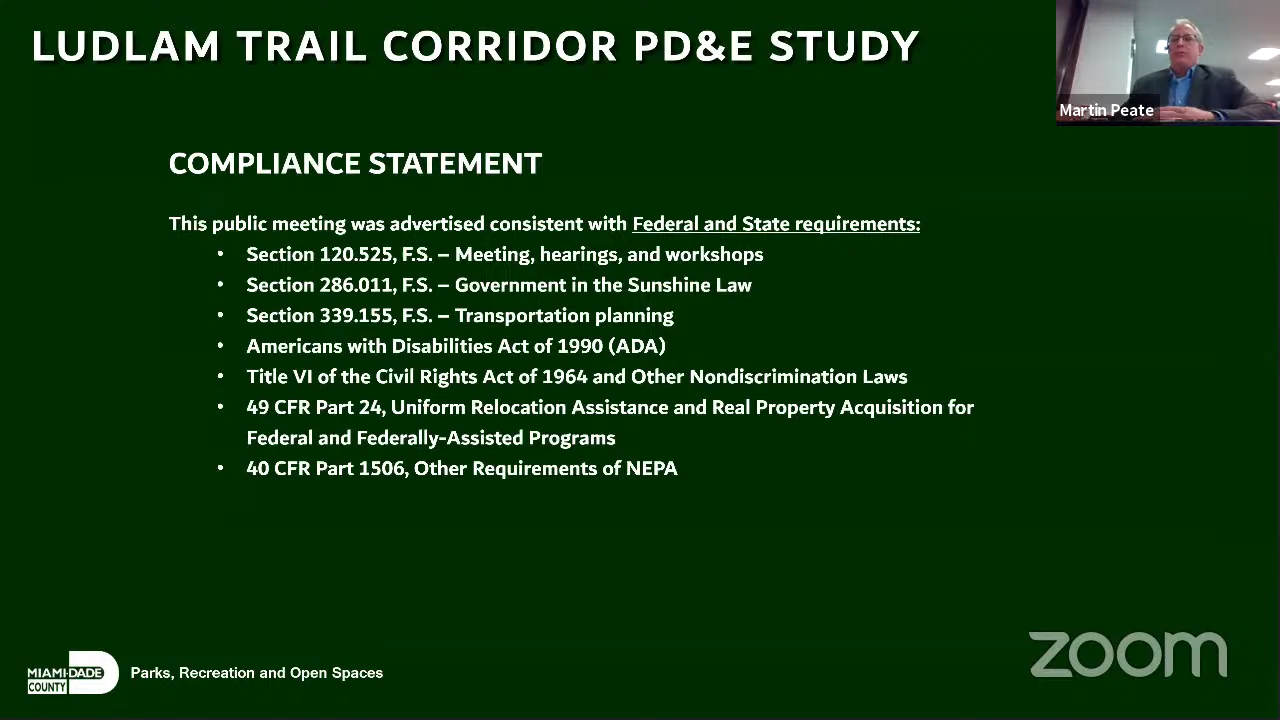 LUDLAM TRAIL CORRIDOR PD&E STUDY
Martin Peate
COMPLIANCE STATEMENT
This public meeting was advertised consistent with Federal and State requirements:
• Section 120.525, F.S. – Meeting, hearings, and workshops
• Section 286.011, F.S. – Government in the Sunshine Law
• Section 339.155, F.S. – Transportation planning
• Americans with Disabilities Act of 1990 (ADA)
• Title VI of the Civil Rights Act of 1964 and Other Nondiscrimination Laws
• 49 CFR Part 24, Uniform Relocation Assistance and Real Property Acquisition for
Federal and Federally-Assisted Programs
• 40 CFR Part 1506, Other Requirements of NEPA
MIAMI-DADE
COUNTY
Parks, Recreation and Open Spaces
zoom